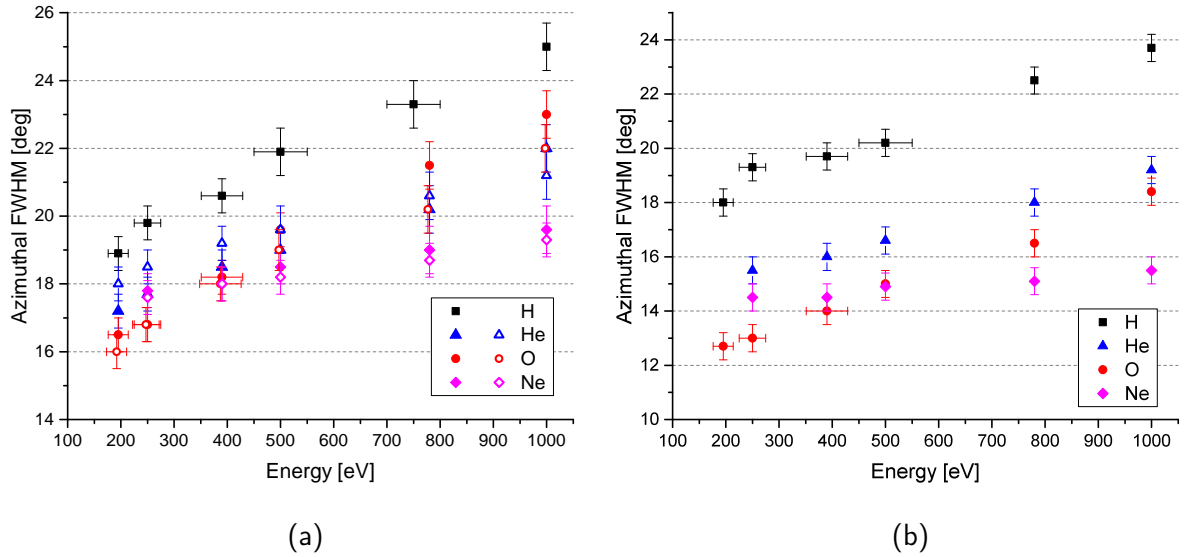 26
24
22
20
18
16
14
Azimuthal FWHM [deg]
100 200 300 400 500 600 700 800 900 1000
Energy [eV]
H
He
O
Ne
(a)
24
22
20
18
16
14
12
10
Azimuthal FWHM [deg]
100 200 300 400 500 600 700 800 900 1000
Energy [eV]
H
He
O
Ne
(b)